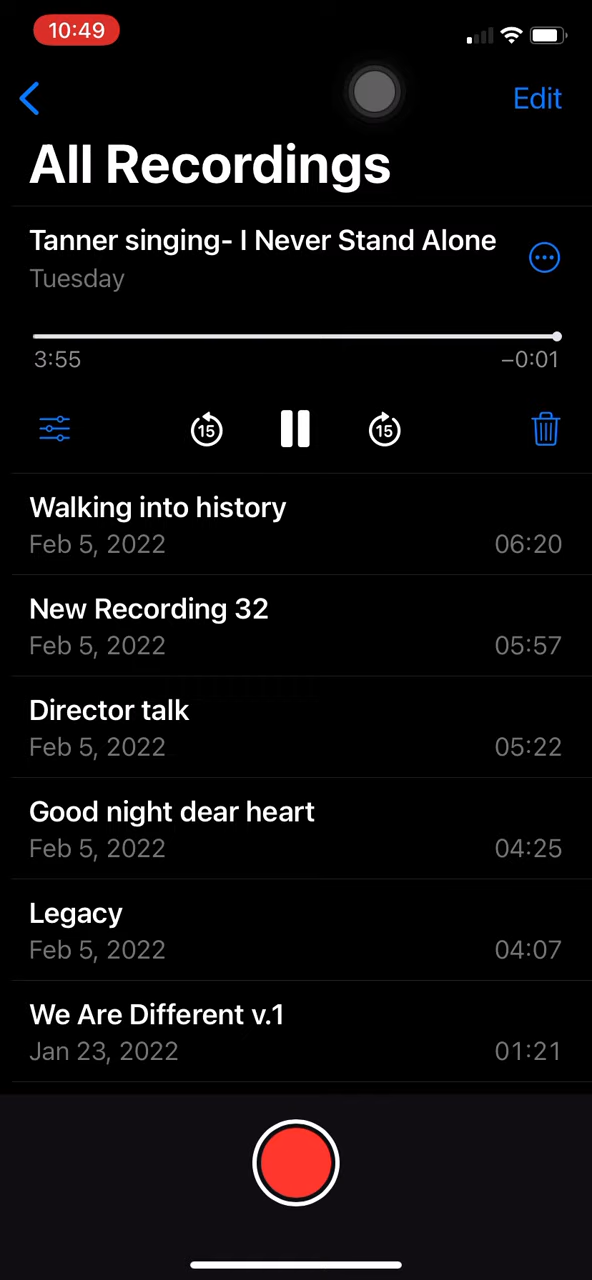 10:49
Edit
All Recordings
Tanner singing- I Never Stand Alone
Tuesday
3:55
−0:01
15
15
Walking into history
Feb 5, 2022
06:20
New Recording 32
Feb 5, 2022
05:57
Director talk
Feb 5, 2022
05:22
Good night dear heart
Feb 5, 2022
04:25
Legacy
Feb 5, 2022
04:07
We Are Different v.1
Jan 23, 2022
01:21